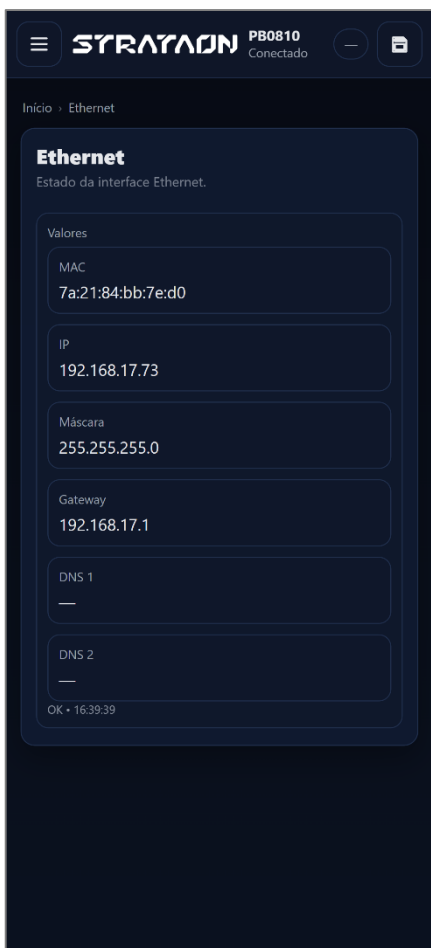 STRATAON
PB0810
Conectado
Início › Ethernet
Ethernet
Estado da interface Ethernet.
Valores
MAC
7a:21:84:bb:7e:d0
IP
192.168.17.73
Máscara
255.255.255.0
Gateway
192.168.17.1
DNS 1
—
DNS 2
—
OK • 16:39:39